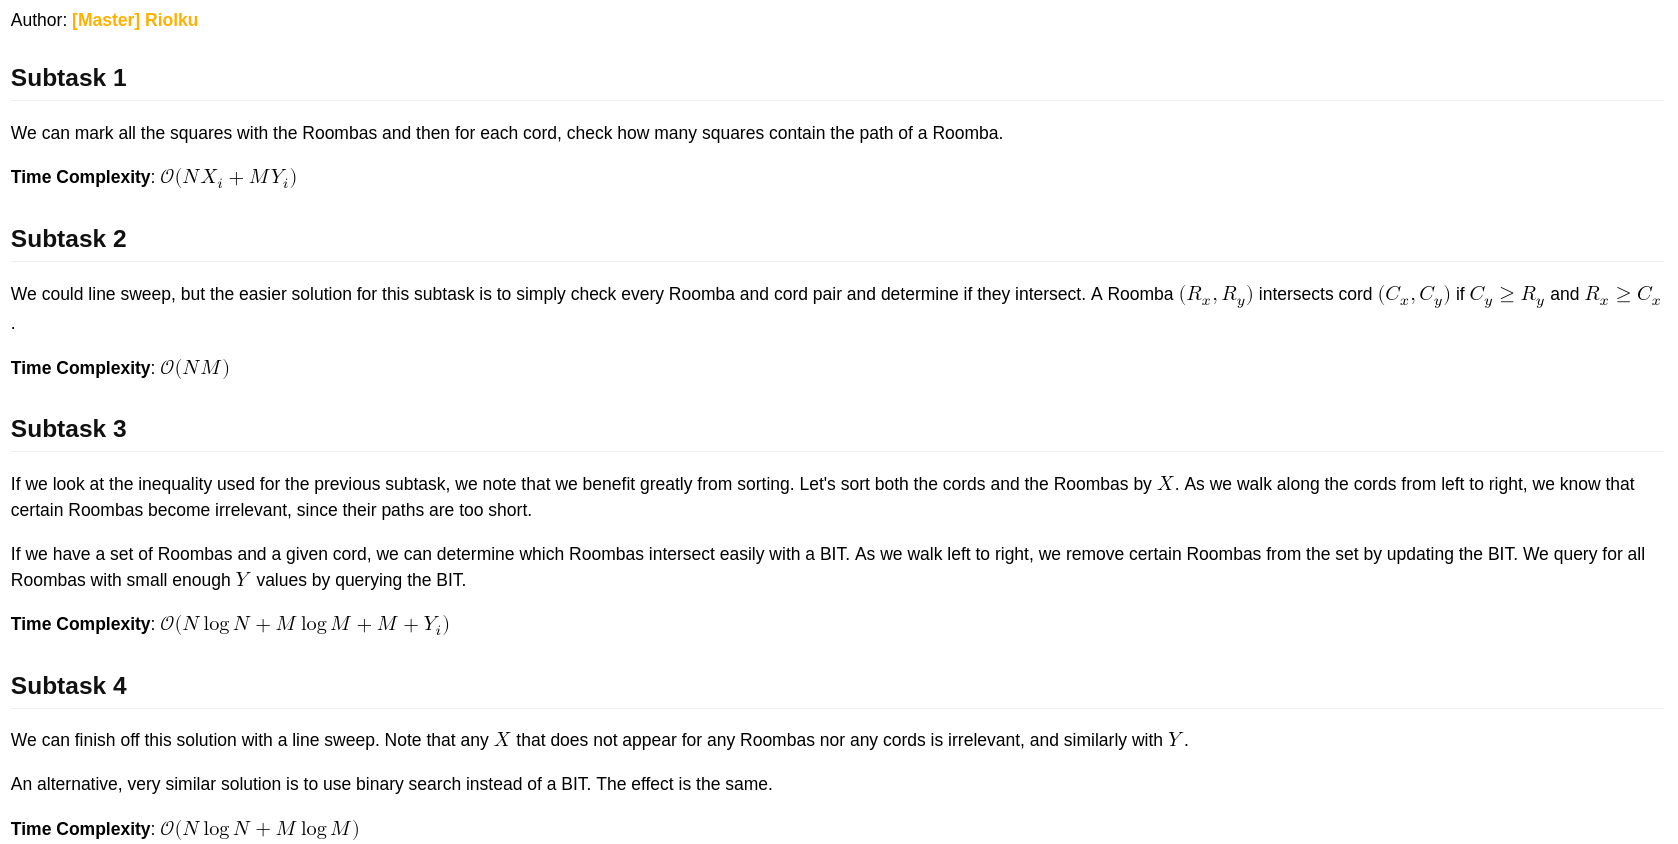 Author: [Master] Riolku
Subtask 1
We can mark all the squares with the Roombas and then for each cord, check how many squares contain the path of a Roomba.
Time Complexity: $\mathcal{O}(NX_i + MY_i)$
Subtask 2
We could line sweep, but the easier solution for this subtask is to simply check every Roomba and cord pair and determine if they intersect. A Roomba $(R_x, R_y)$ intersects cord $(C_x, C_y)$ if $C_y \geq R_y$ and $R_x \geq C_x$
.
Time Complexity: $\mathcal{O}(NM)$
Subtask 3
If we look at the inequality used for the previous subtask, we note that we benefit greatly from sorting. Let's sort both the cords and the Roombas by $X$. As we walk along the cords from left to right, we know that
certain Roombas become irrelevant, since their paths are too short.
If we have a set of Roombas and a given cord, we can determine which Roombas intersect easily with a BIT. As we walk left to right, we remove certain Roombas from the set by updating the BIT. We query for all
Roombas with small enough $Y$ values by querying the BIT.
Time Complexity: $\mathcal{O}(N \log N + M \log M + M + Y_i)$
Subtask 4
We can finish off this solution with a line sweep. Note that any $X$ that does not appear for any Roombas nor any cords is irrelevant, and similarly with $Y$.
An alternative, very similar solution is to use binary search instead of a BIT. The effect is the same.
Time Complexity: $\mathcal{O}(N \log N + M \log M)$